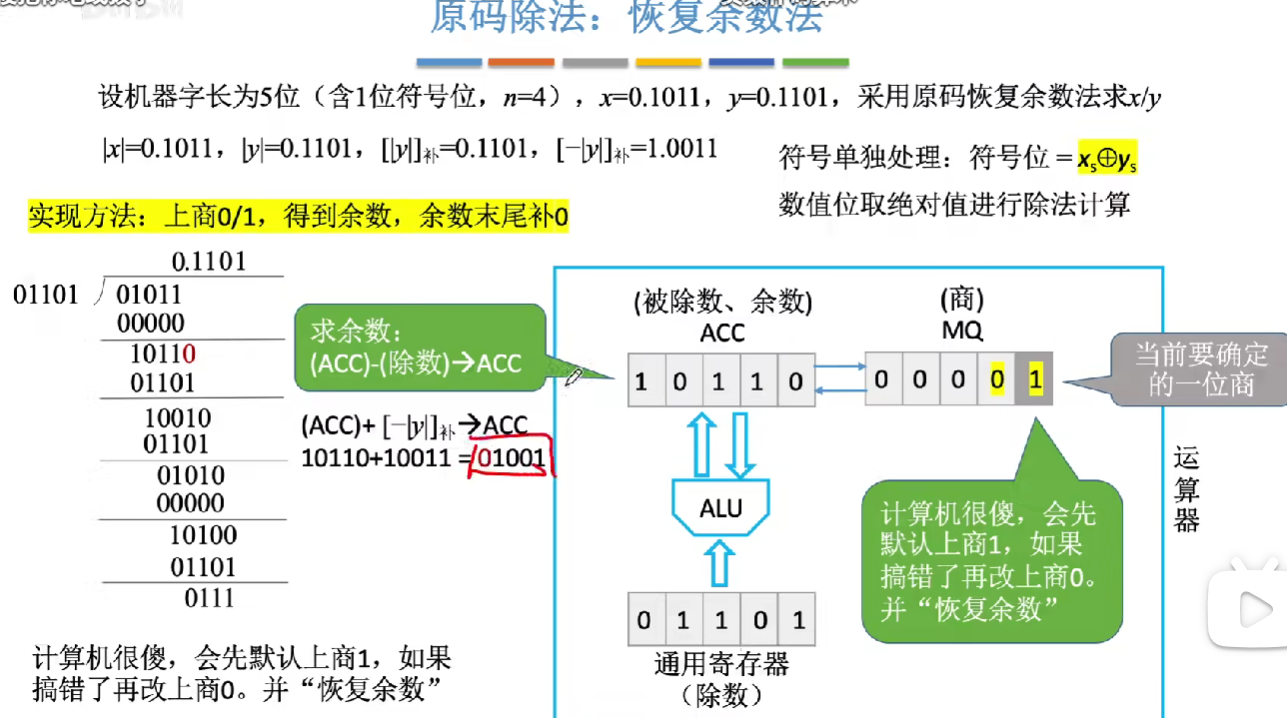 原码除法：恢复余数法
设机器字长为5位（含1位符号位，n=4），x=0.1011，y=0.1101，采用原码恢复余数法求x/y
|x|=0.1011，|y|=0.1101，[|y|]补=0.1101，[−|y|]补=1.0011
符号单独处理：符号位 = xs⊕ys
数值位取绝对值进行除法计算
实现方法：上商0/1，得到余数，余数末尾补0
0.1101
01101
01011
00000
10110
01101
10010
01101
01010
00000
10100
01101
0111
求余数：
(ACC)-(除数)→ACC
(ACC)+ [−|y|]补→ACC
10110+10011 =01001
(被除数、余数)
ACC
1 0 1 1 0
(商)
MQ
0 0 0 0 1
当前要确定
的一位商
ALU
运
算
器
计算机很傻，会先
默认上商1，如果
搞错了再改上商0。
并“恢复余数”
0 1 1 0 1
通用寄存器
（除数）
计算机很傻，会先默认上商1，如果
搞错了再改上商0。并“恢复余数”